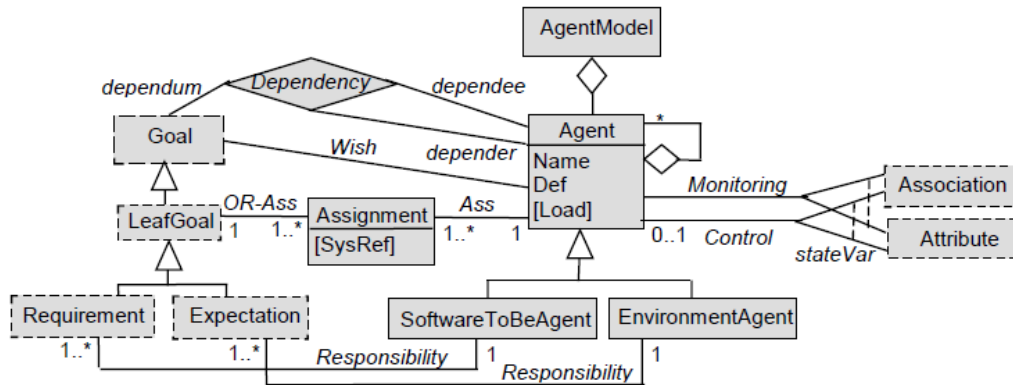 AgentModel
dependum
Dependency
dependee
Goal
Wish
depender
Agent
*
Name
Def
[Load]
Monitoring
Association
LeafGoal
OR-Ass
1
1..*
Assignment
[SysRef]
Ass
1..*
1
0..1
Control
stateVar
Attribute
Requirement
Expectation
SoftwareToBeAgent
EnvironmentAgent
1..*
1..*
Responsibility
1
Responsibility
1